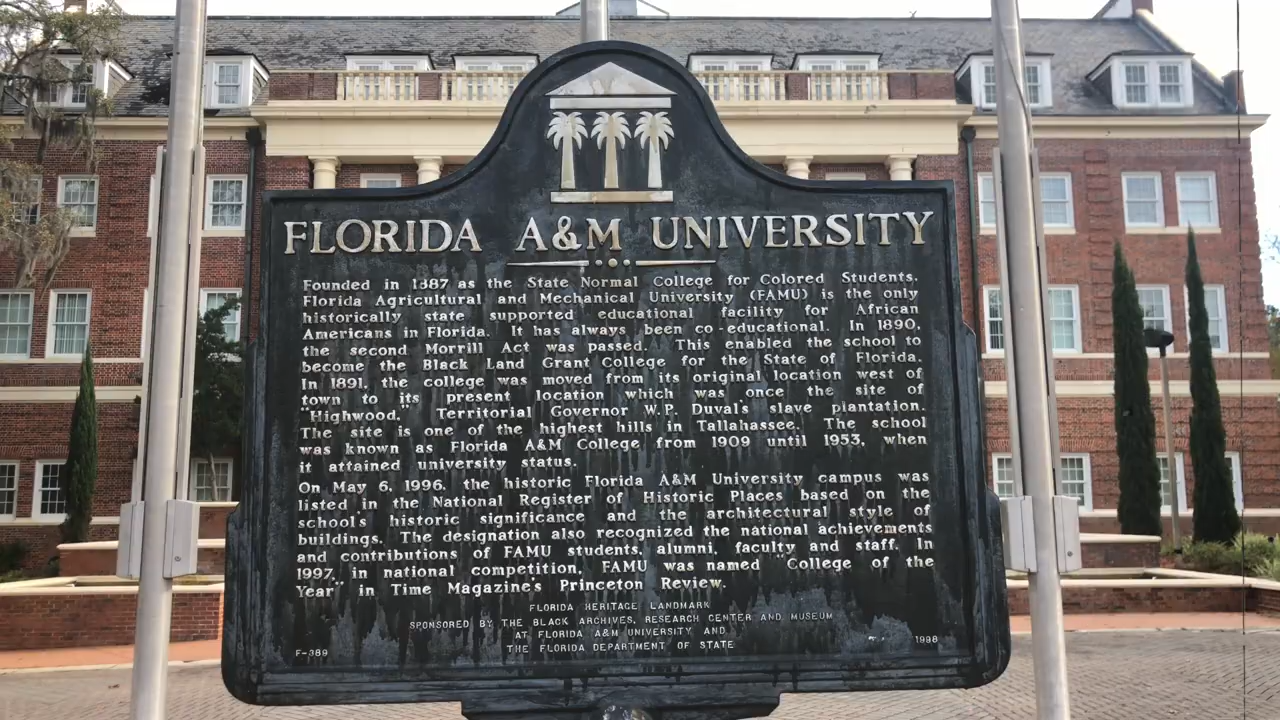 FLORIDA A&M UNIVERSITY
Founded in 1887 as the State Normal College for Colored Students,
Florida Agricultural and Mechanical University (FAMU) is the only
historically state supported educational facility for African
Americans in Florida. It has always been co-educational. In 1890,
the second Morrill Act was passed. This enabled the school to
become the Black Land Grant College for the State of Florida.
In 1891, the college was moved from its original location west of
town to its present location which was once the site of
"Highwood," Territorial Governor W.P. Duval's slave plantation.
The site is one of the highest hills in Tallahassee. The school
was known as Florida A&M College from 1909 until 1953, when
it attained university status.
On May 6, 1996, the historic Florida A&M University campus was
listed in the National Register of Historic Places based on the
school's historic significance and the architectural style of
buildings. The designation also recognized the national achievements
and contributions of FAMU students, alumni, faculty and staff. In
1997, in national competition, FAMU was named "College of the
Year" in Time Magazine's Princeton Review.
FLORIDA HERITAGE LANDMARK
SPONSORED BY THE BLACK ARCHIVES, RESEARCH CENTER AND MUSEUM
AT FLORIDA A&M UNIVERSITY AND
THE FLORIDA DEPARTMENT OF STATE
F-389
1998